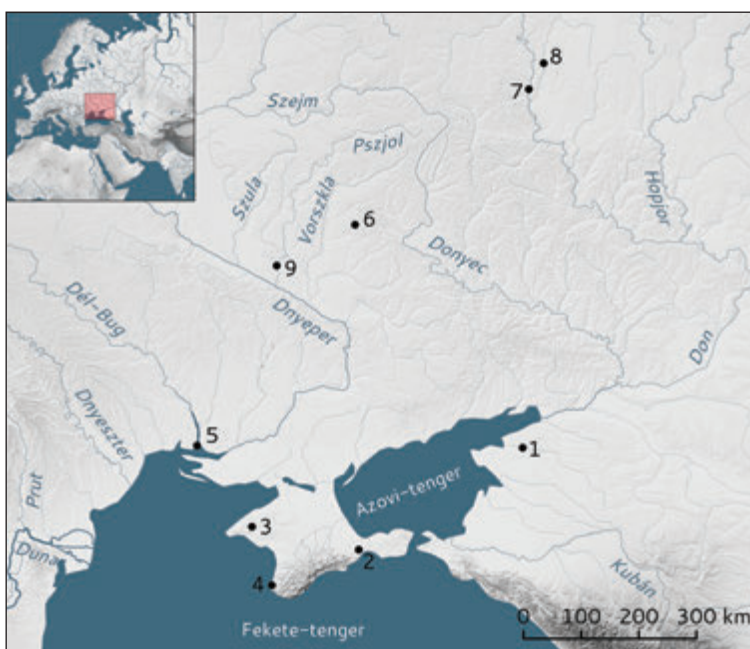 8
7
Szejm
Pszjol
Hopjor
Szula
Vorszkla
6
Donyec
9
Dnyeper
Dél-Bug
Don
Dnyeszter
5
1
Azovi-tenger
Prut
3
Duna
2
Kubán
4
0 100 200 300 km
Fekete-tenger